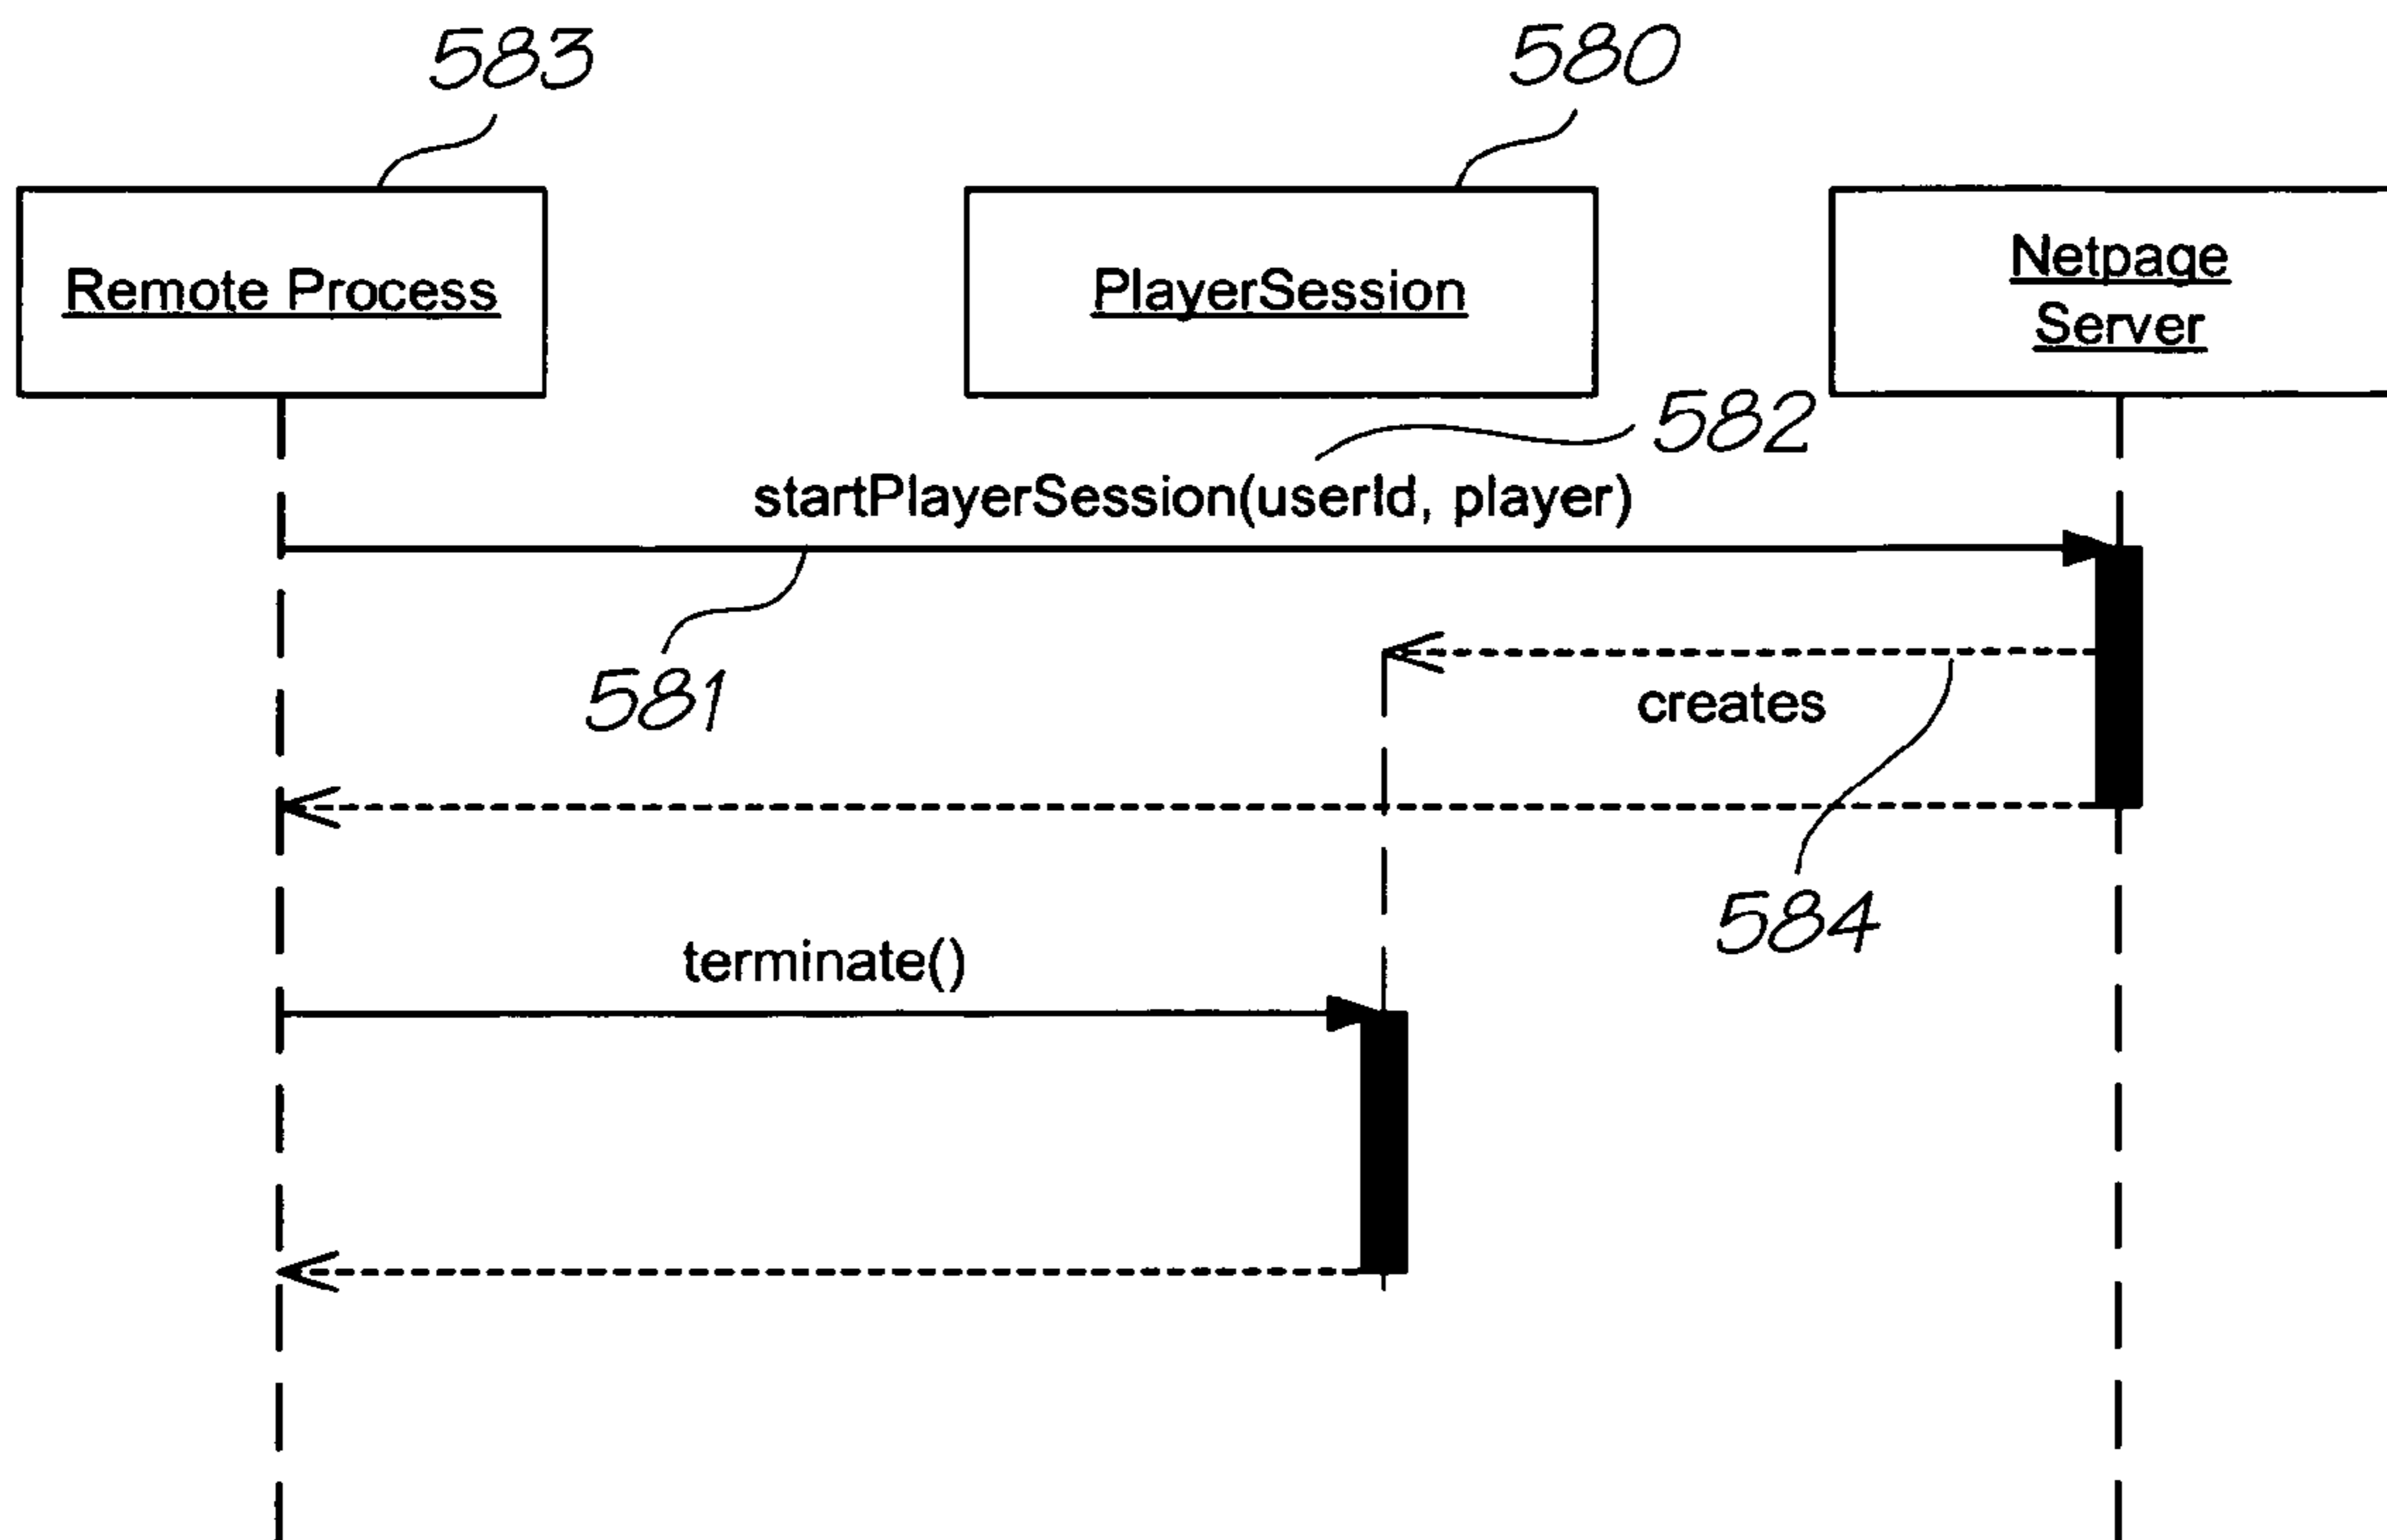 583
580
Remote Process
PlayerSession
Netpage
Server
582
startPlayerSession(userId, player)
581
creates
584
terminate()